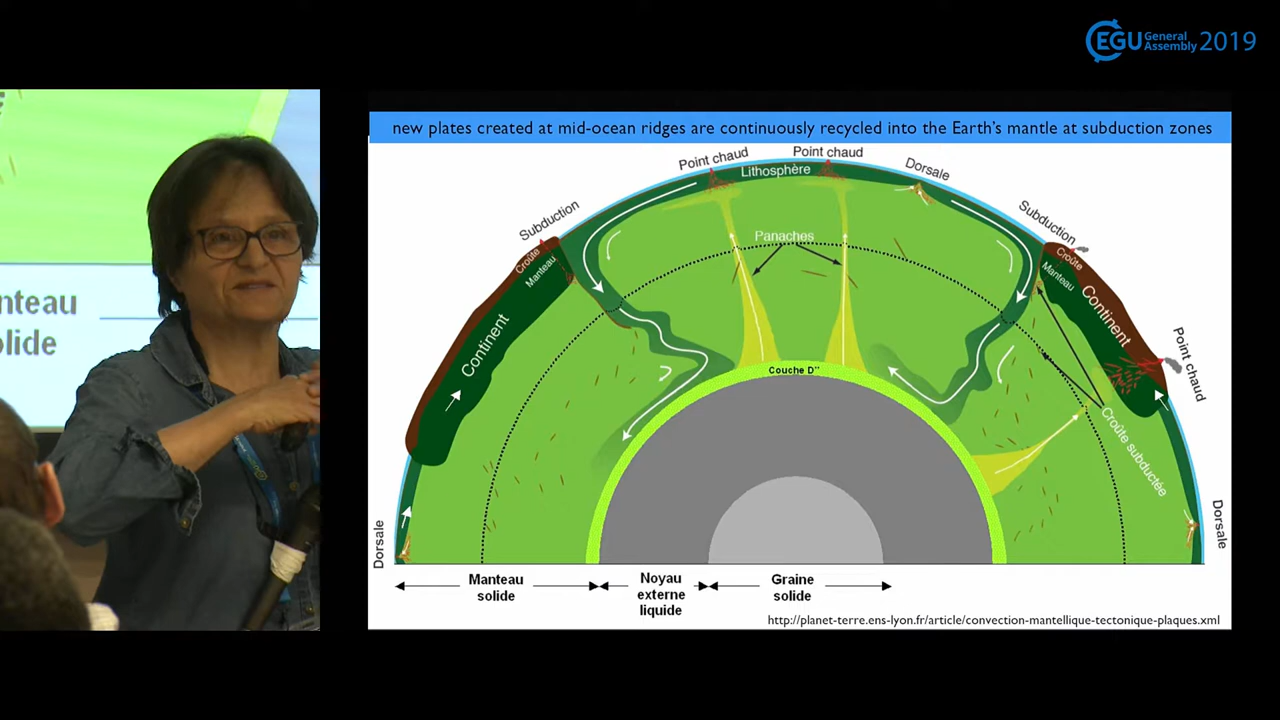 EGU General Assembly 2019
new plates created at mid-ocean ridges are continuously recycled into the Earth's mantle at subduction zones
Point chaud
Point chaud
Lithosphère
Dorsale
Subduction
Subduction
Croûte
Manteau
Panaches
Croûte
Manteau
Continent
Continent
Point chaud
Couche D"
Croûte subductée
Dorsale
Dorsale
Manteau
solide
Noyau
externe
liquide
Graine
solide
http://planet-terre.ens-lyon.fr/article/convection-mantellique-tectonique-plaques.xml
nteau
olide